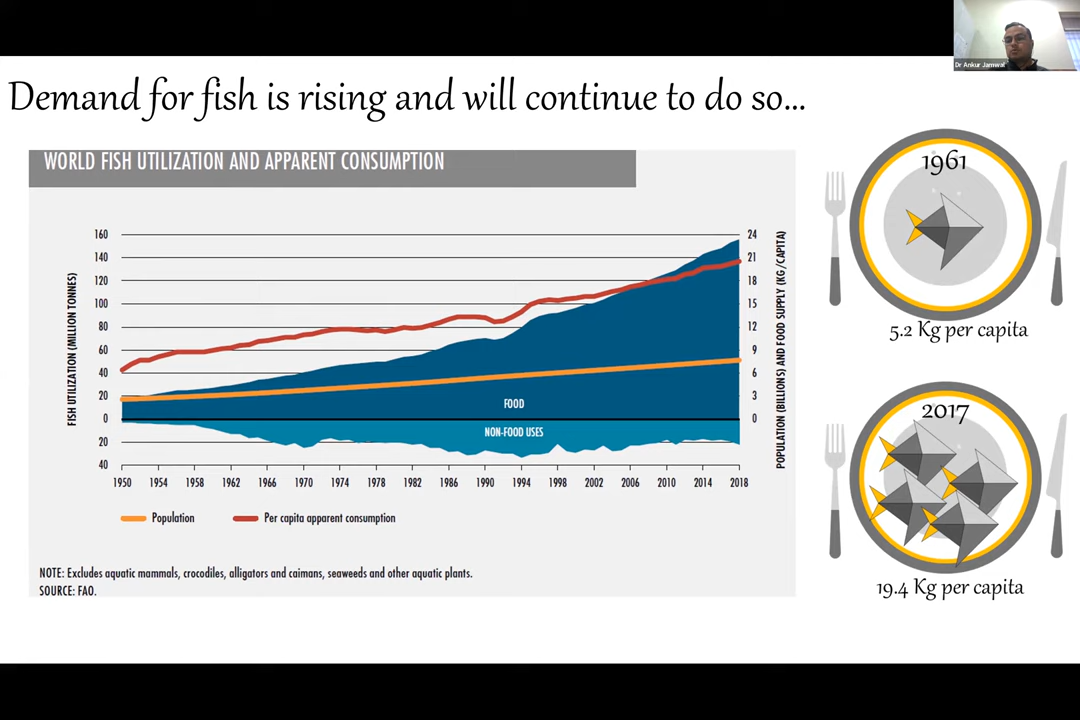 Dr Ankur Jamwal
Demand for fish is rising and will continue to do so...
WORLD FISH UTILIZATION AND APPARENT CONSUMPTION
FISH UTILIZATION (MILLION TONNES)
160
140
120
100
80
60
40
20
0
20
40
24
21
18
15
12
9
6
3
0
POPULATION (BILLIONS) AND FOOD SUPPLY (KG/CAPITA)
FOOD
NON-FOOD USES
1950 1954 1958 1962 1966 1970 1974 1978 1982 1986 1990 1994 1998 2002 2006 2010 2014 2018
Population Per capita apparent consumption
NOTE: Excludes aquatic mammals, crocodiles, alligators and caimans, seaweeds and other aquatic plants.
SOURCE: FAO.
1961
5.2 Kg per capita
2017
19.4 Kg per capita